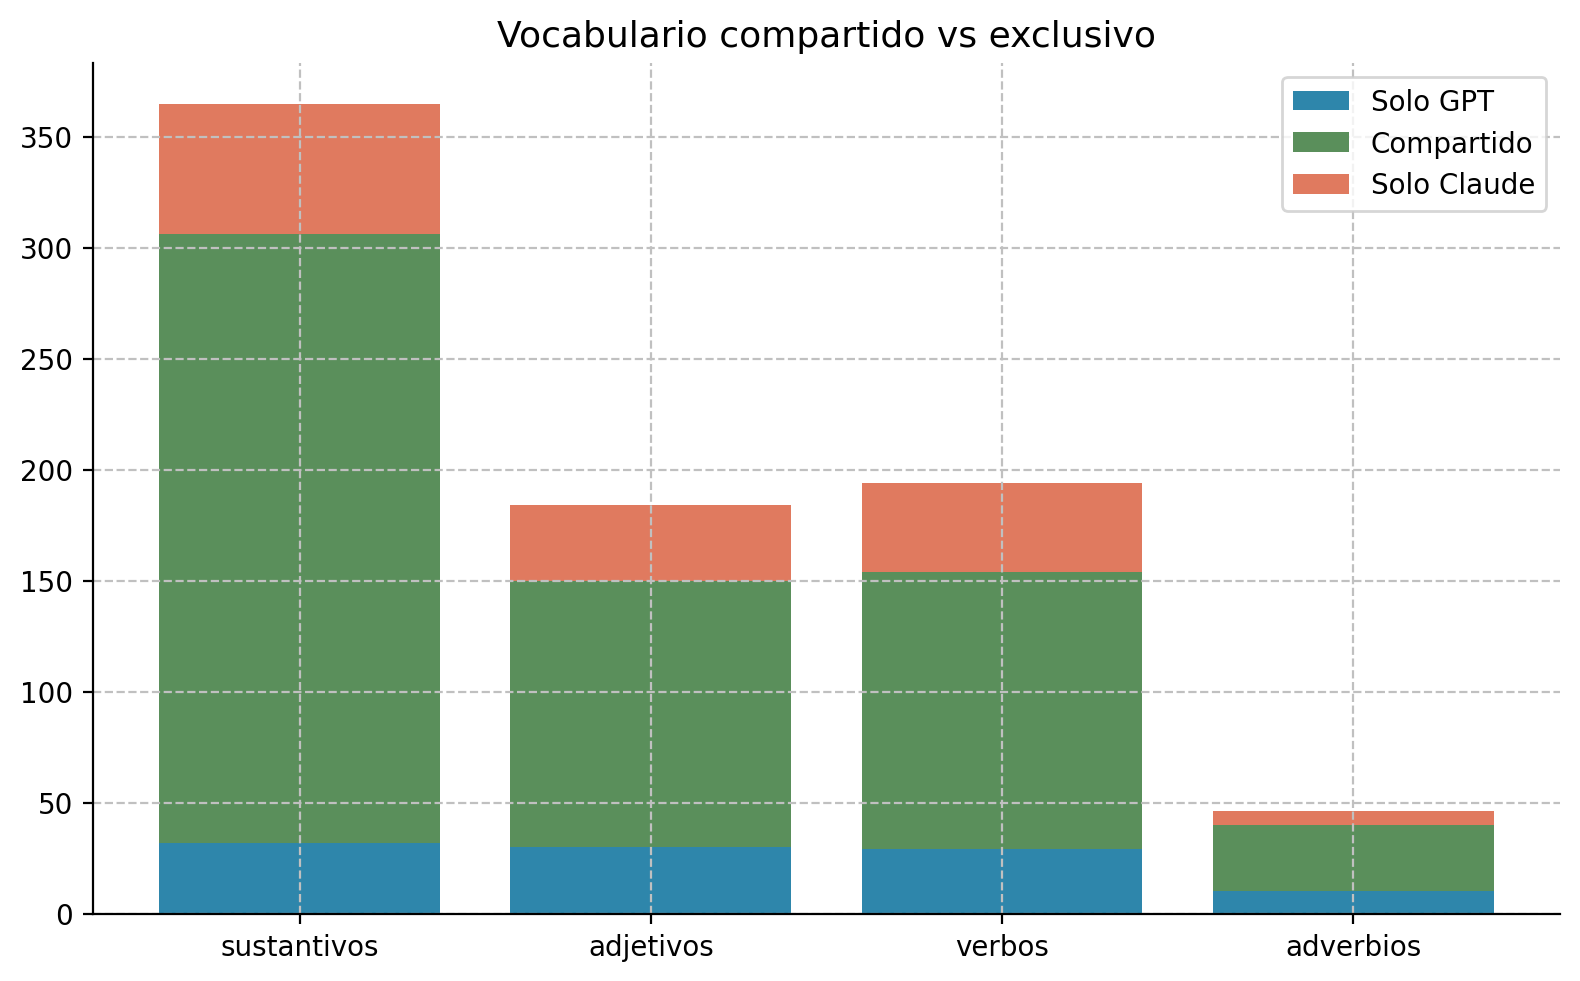 Vocabulario compartido vs exclusivo
Solo GPT
Compartido
Solo Claude
350
300
250
200
150
100
50
0
sustantivos
adjetivos
verbos
adverbios